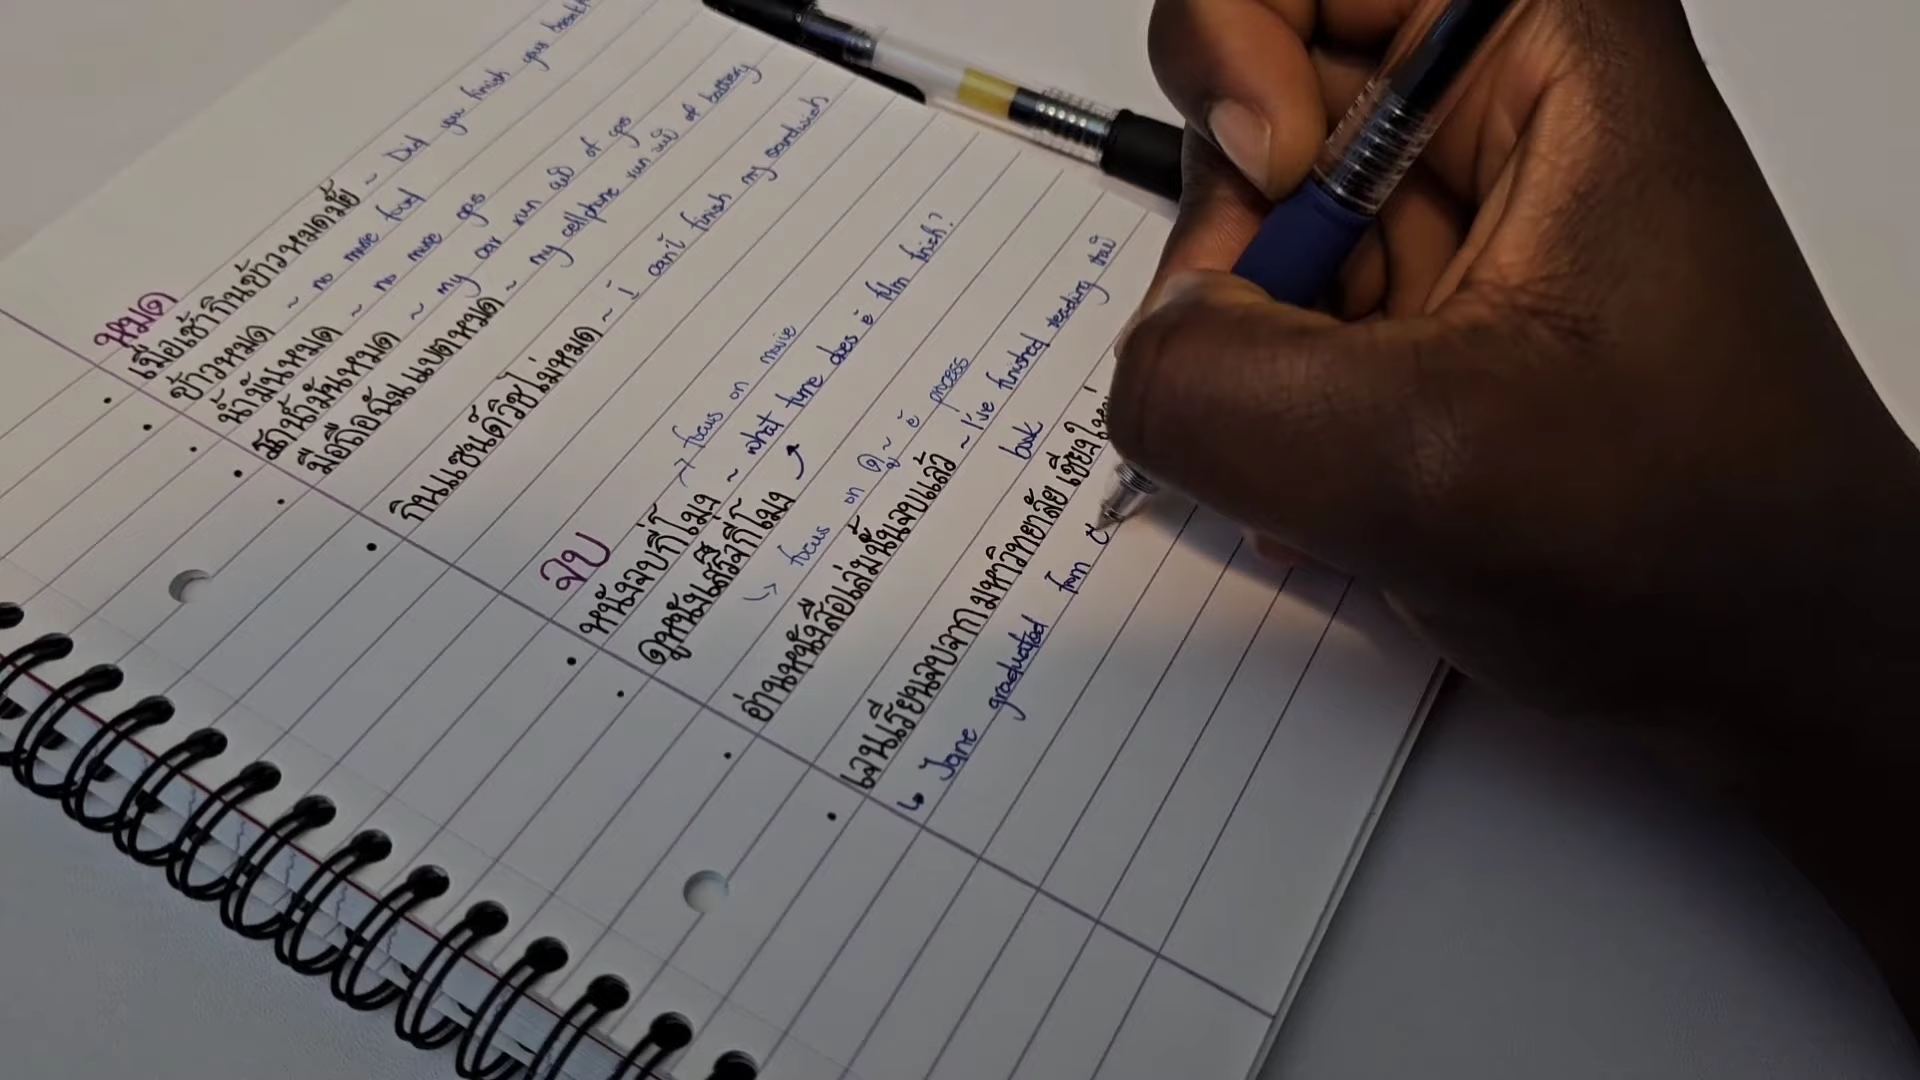 หมด
เมื่อเช้ากินข้าวหมดมั้ย ~ Did you finish your
ข้าวหมด ~ no more food
น้ำมันหมด ~ no more gas
รถน้ำมันหมด ~ my car run out of gas
มือถือฉันแบตหมด ~ my cellphone run out of battery
กินแซนด์วิชไม่หมด ~ i can't finish my sandwich
จบ
↪ focus on movie
หนังจบกี่โมง ~ what time does ě film finish?
ดูหนังเสร็จกี่โมง
↪ focus on ดู ~ ě process
อ่านหนังสือเล่มนั้นจบแล้ว ~ I've finished reading that
book
เจนเรียนจบจากมหาวิทยาลัยเชียงใหม่
↪ Jane graduated from